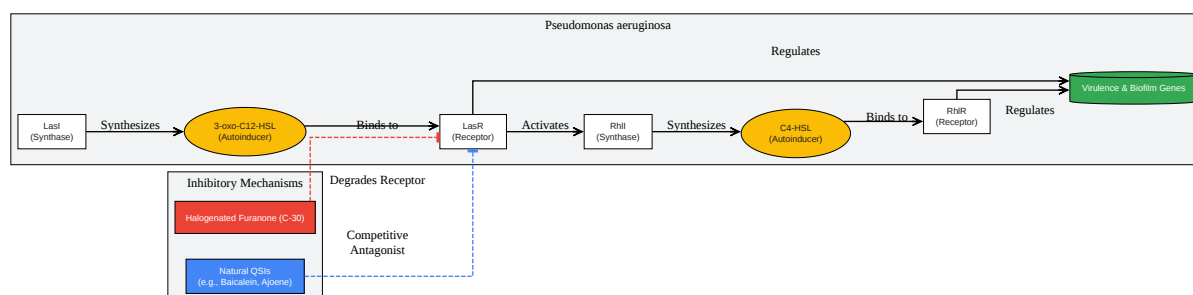 Pseudomonas aeruginosa
Regulates
Virulence & Biofilm Genes
LasI
(Synthase)
Synthesizes
3-oxo-C12-HSL
(Autoinducer)
Binds to
LasR
(Receptor)
Activates
RhlI
(Synthase)
Synthesizes
C4-HSL
(Autoinducer)
Binds to
RhlR
(Receptor)
Regulates
Inhibitory Mechanisms
Degrades Receptor
Halogenated Furanone (C-30)
Competitive
Antagonist
Natural QSIs
(e.g., Baicalein, Ajoene)